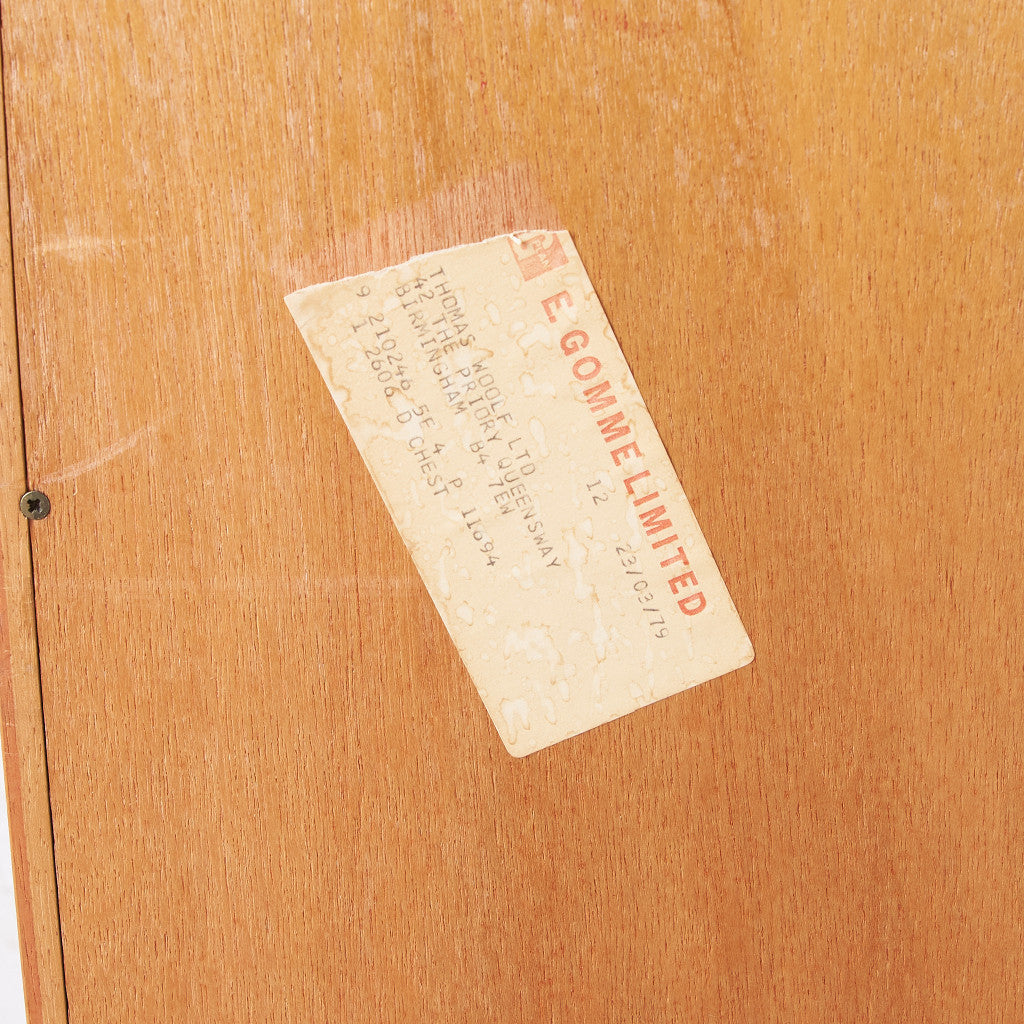 E. GOMME LIMITED
12 23/03/79
THOMAS WOOLF LTD
42 THE PRIORY QUEENSWAY
BIRMINGHAM B4 7EW
9 210246 5E 4 P 11694
1 2606 D CHEST